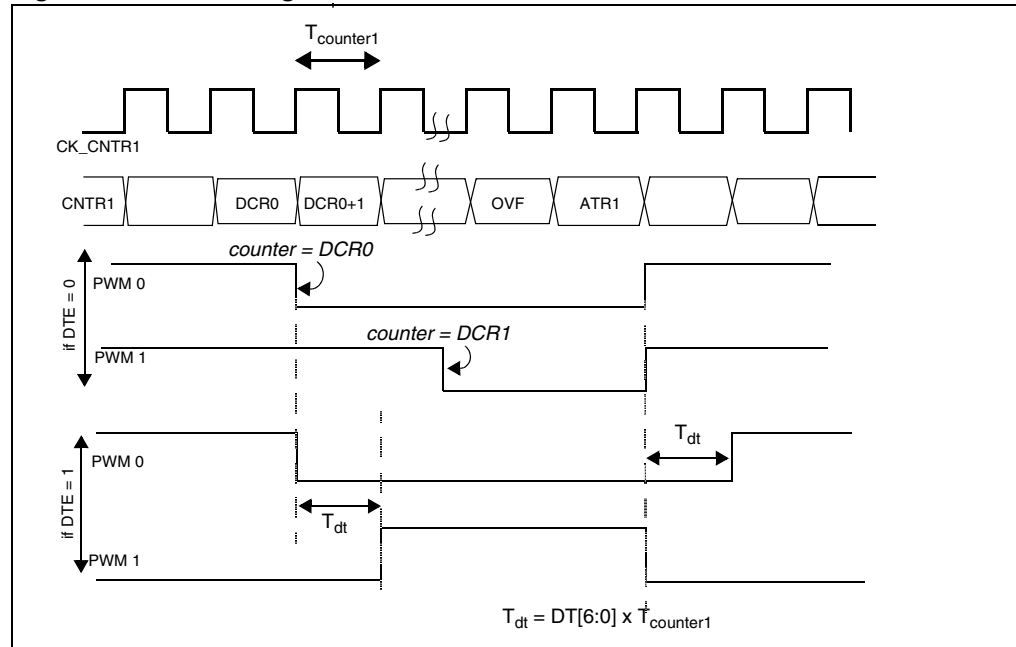 Tcounter1
CK_CNTR1
CNTR1 DCR0 DCR0+1 OVF ATR1
counter = DCR0
PWM 0
if DTE = 0
counter = DCR1
PWM 1
Tdt
PWM 0
if DTE = 1
Tdt
PWM 1
Tdt = DT[6:0] x Tcounter1